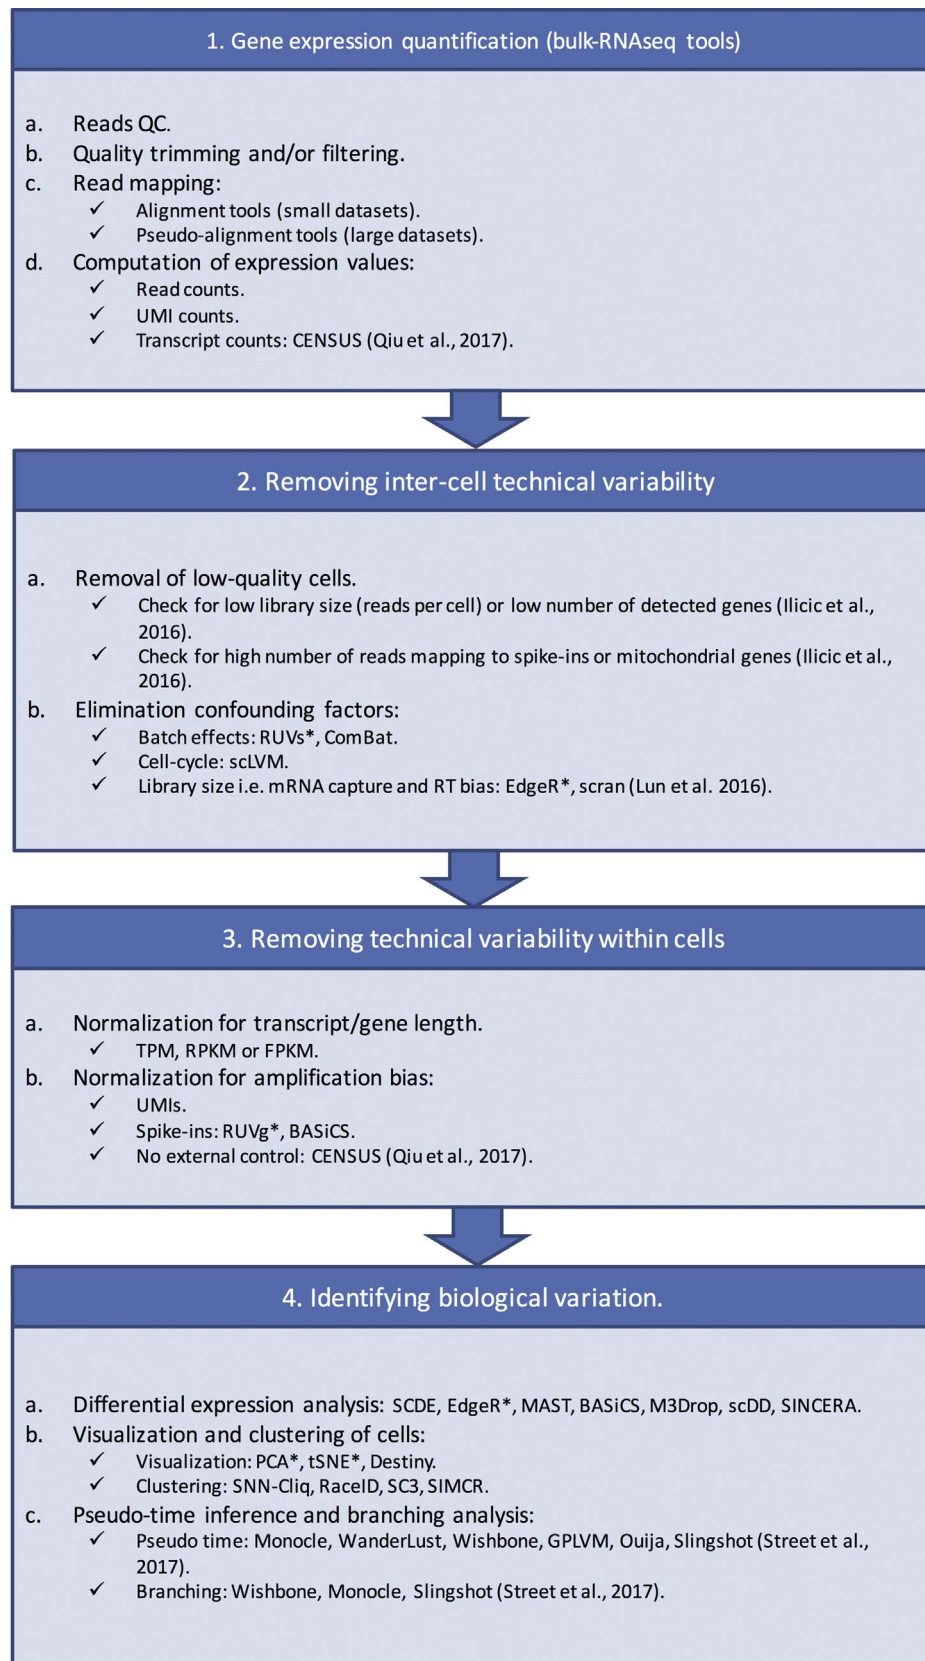 1. Gene expression quantification (bulk-RNAseq tools)
a. Reads QC.
b. Quality trimming and/or filtering.
c. Read mapping:
✓ Alignment tools (small datasets).
✓ Pseudo-alignment tools (large datasets).
d. Computation of expression values:
✓ Read counts.
✓ UMI counts.
✓ Transcript counts: CENSUS (Qiu et al., 2017).
2. Removing inter-cell technical variability
a. Removal of low-quality cells.
✓ Check for low library size (reads per cell) or low number of detected genes (Ilicic et al.,
2016).
✓ Check for high number of reads mapping to spike-ins or mitochondrial genes (Ilicic et al.,
2016).
b. Elimination confounding factors:
✓ Batch effects: RUVs*, ComBat.
✓ Cell-cycle: scLVM.
✓ Library size i.e. mRNA capture and RT bias: EdgeR*, scran (Lun et al. 2016).
3. Removing technical variability within cells
a. Normalization for transcript/gene length.
✓ TPM, RPKM or FPKM.
b. Normalization for amplification bias:
✓ UMIs.
✓ Spike-ins: RUVg*, BASiCS.
✓ No external control: CENSUS (Qiu et al., 2017).
4. Identifying biological variation.
a. Differential expression analysis: SCDE, EdgeR*, MAST, BASiCS, M3Drop, scDD, SINCERA.
b. Visualization and clustering of cells:
✓ Visualization: PCA*, tSNE*, Destiny.
✓ Clustering: SNN-Cliq, RaceID, SC3, SIMCR.
c. Pseudo-time inference and branching analysis:
✓ Pseudo time: Monocle, WanderLust, Wishbone, GPLVM, Ouija, Slingshot (Street et al.,
2017).
✓ Branching: Wishbone, Monocle, Slingshot (Street et al., 2017).